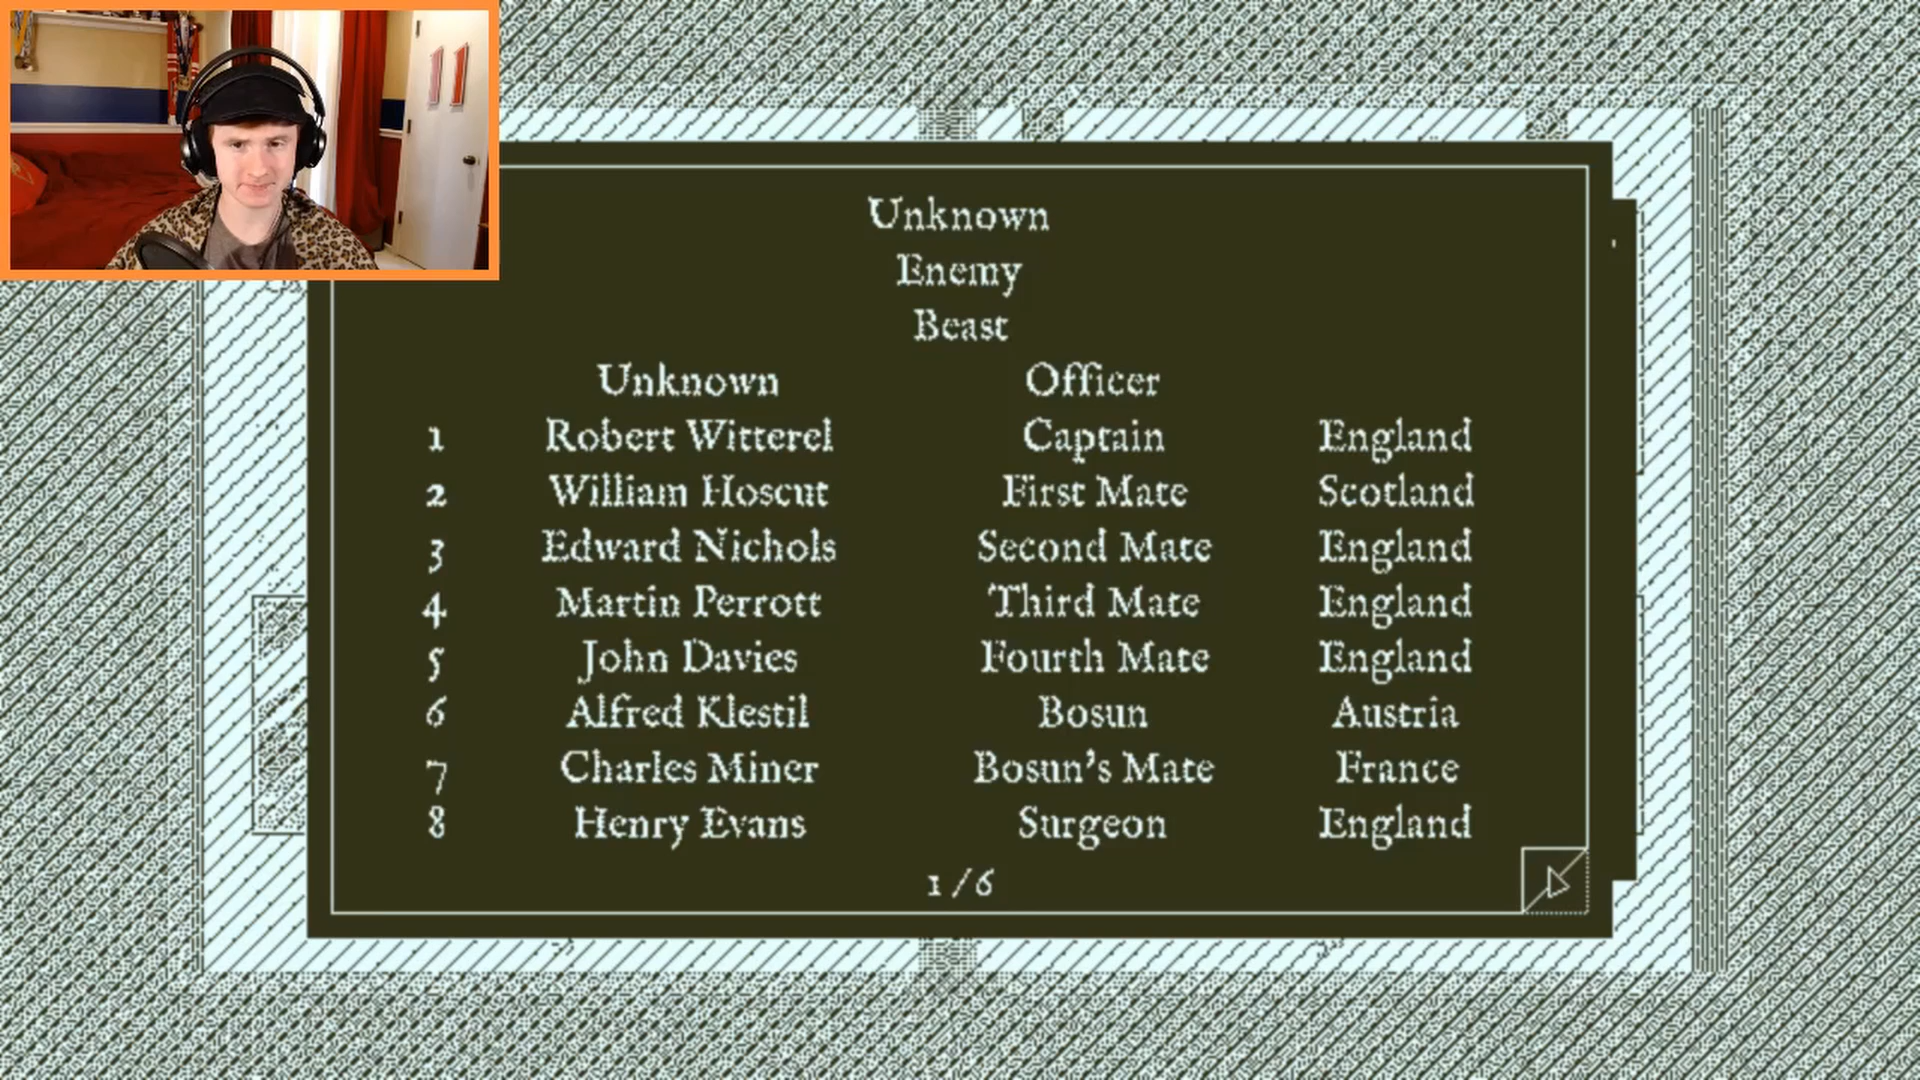 11
Unknown
Enemy
Beast
Unknown Officer
1 Robert Witterel Captain England
2 William Hoscut First Mate Scotland
3 Edward Nichols Second Mate England
4 Martin Perrott Third Mate England
5 John Davies Fourth Mate England
6 Alfred Klestil Bosun Austria
7 Charles Miner Bosun's Mate France
8 Henry Evans Surgeon England
1/6